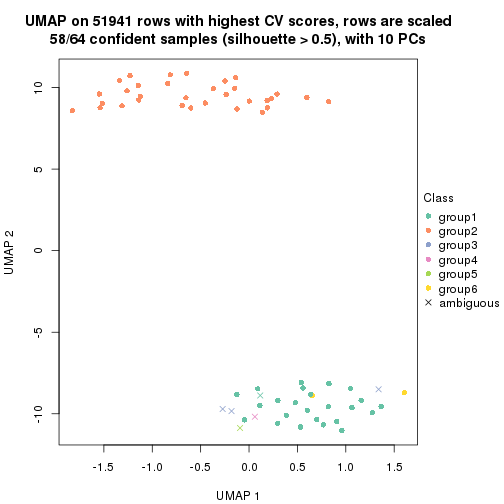 UMAP on 51941 rows with highest CV scores, rows are scaled
58/64 confident samples (silhouette > 0.5), with 10 PCs
10
5
0
-5
-10
UMAP 2
-1.5
-1.0
-0.5
0.0
0.5
1.0
1.5
UMAP 1
Class
group1
group2
group3
group4
group5
group6
ambiguous